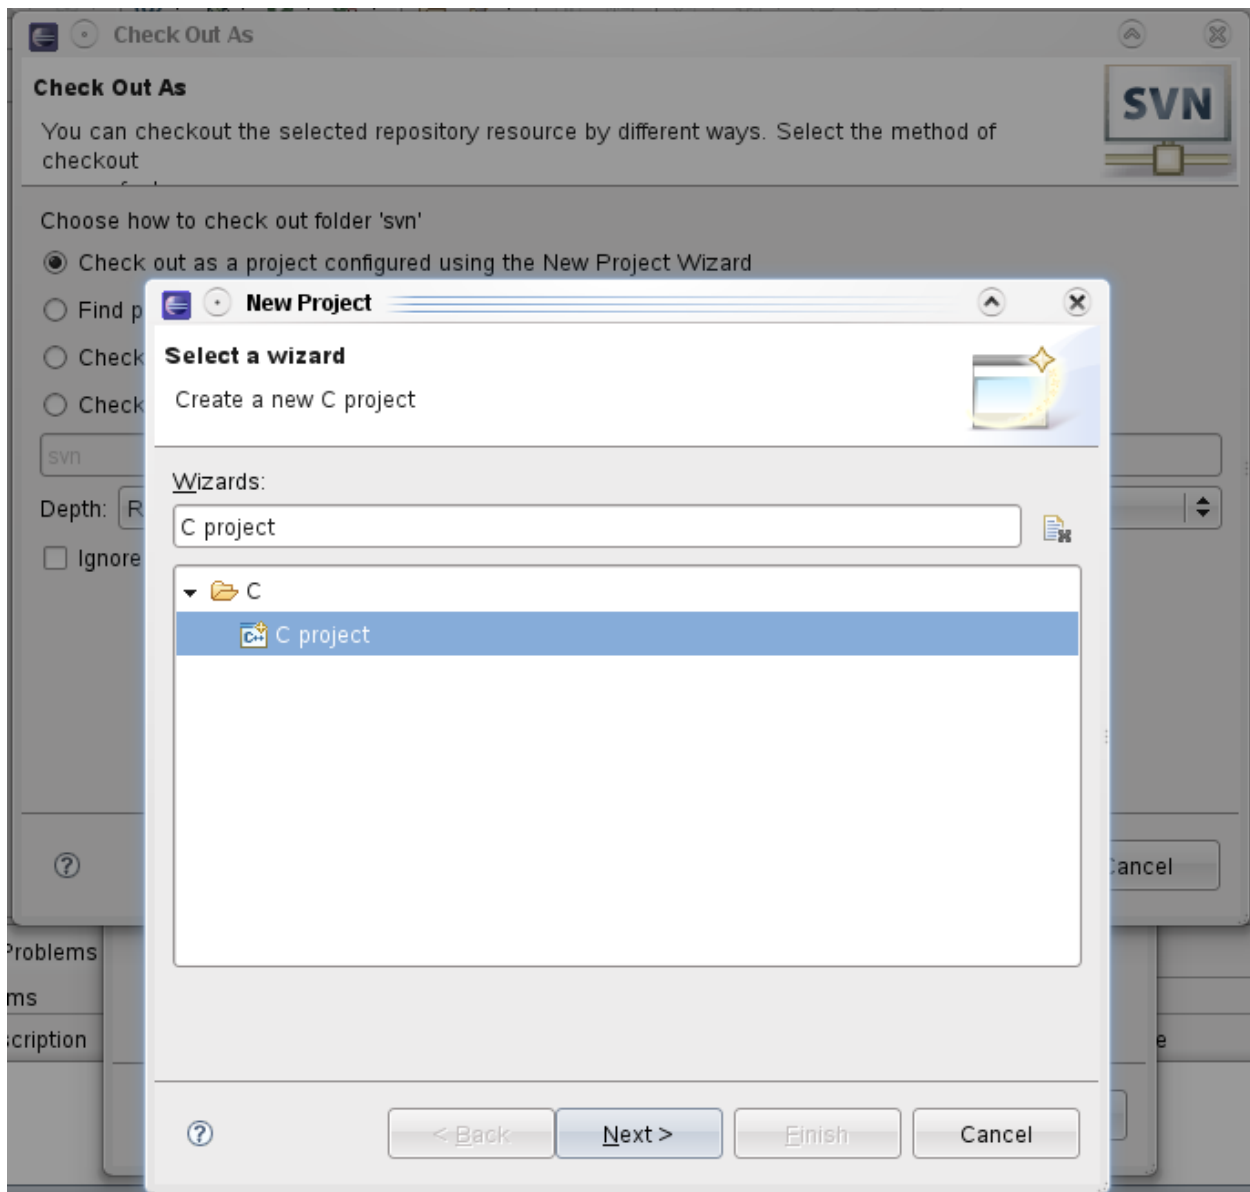 Check Out As
Check Out As
SVN
You can checkout the selected repository resource by different ways. Select the method of
checkout
Choose how to check out folder 'svn'
Check out as a project configured using the New Project Wizard
Find p
New Project
Check
Select a wizard
Create a new C project
Check
svn
Wizards:
Depth: R
C project
Ignore
C
C++ C project
Cancel
Problems
ms
scription
e
< Back
Next >
Finish
Cancel